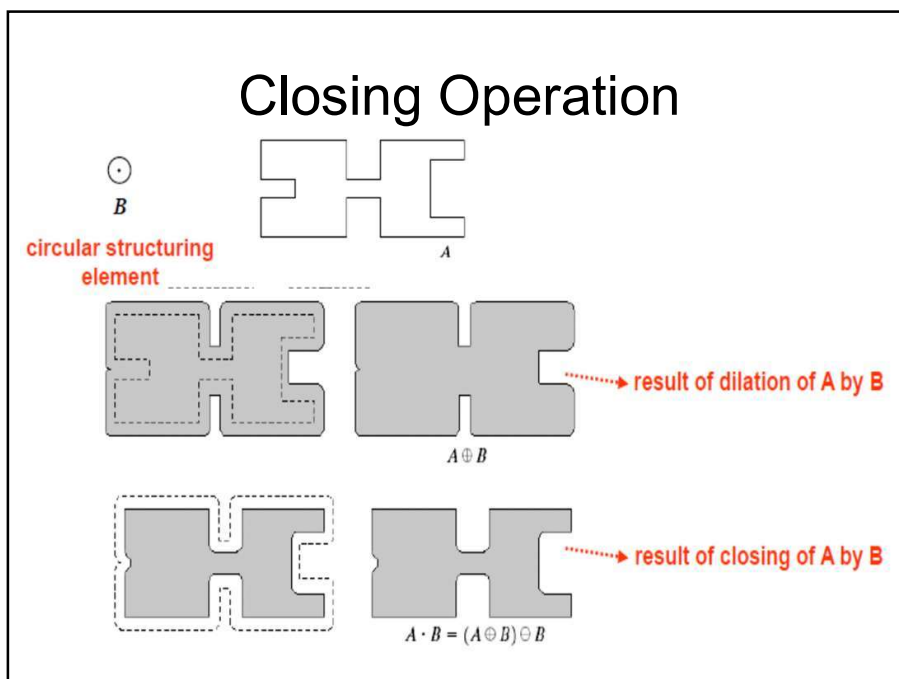 Closing Operation
B
circular structuring
element
A
result of dilation of A by B
A ⊕ B
result of closing of A by B
A · B = (A ⊕ B) ⊖ B